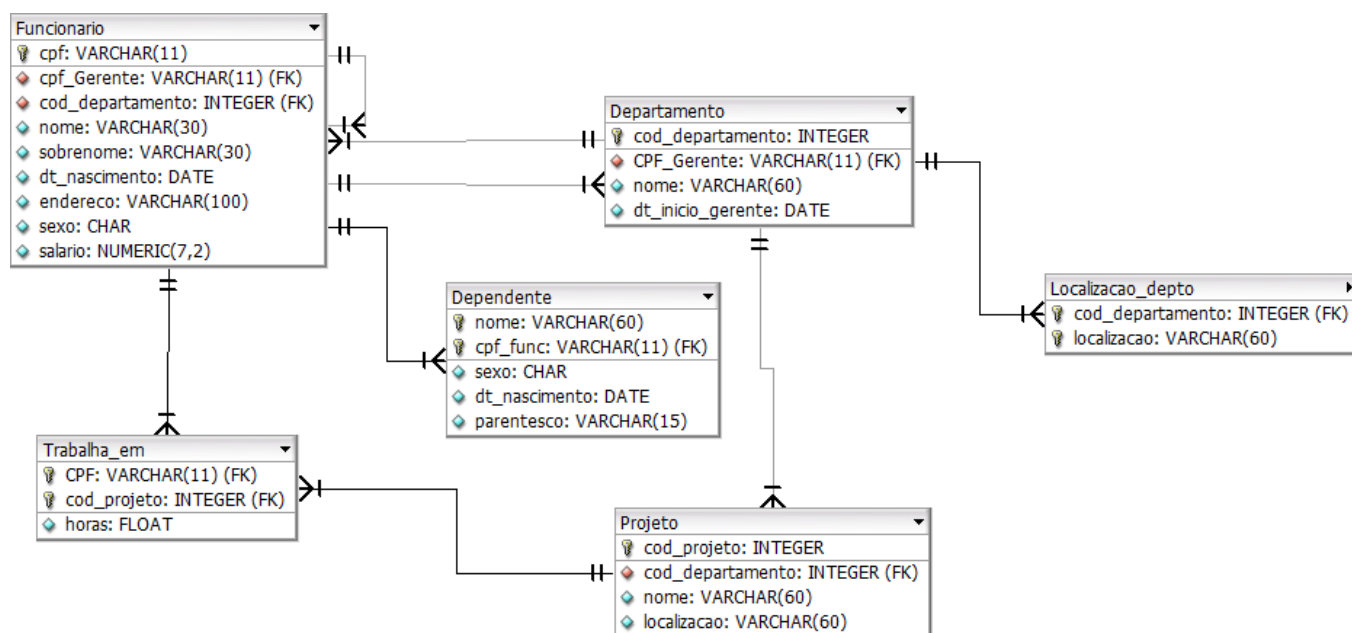 Funcionario
cpf: VARCHAR(11)
cpf_Gerente: VARCHAR(11) (FK)
cod_departamento: INTEGER (FK)
nome: VARCHAR(30)
sobrenome: VARCHAR(30)
dt_nascimento: DATE
endereco: VARCHAR(100)
sexo: CHAR
salario: NUMERIC(7,2)
Departamento
cod_departamento: INTEGER
CPF_Gerente: VARCHAR(11) (FK)
nome: VARCHAR(60)
dt_inicio_gerente: DATE
Localizacao_depto
cod_departamento: INTEGER (FK)
localizacao: VARCHAR(60)
Dependente
nome: VARCHAR(60)
cpf_func: VARCHAR(11) (FK)
sexo: CHAR
dt_nascimento: DATE
parentesco: VARCHAR(15)
Trabalha_em
CPF: VARCHAR(11) (FK)
cod_projeto: INTEGER (FK)
horas: FLOAT
Projeto
cod_projeto: INTEGER
cod_departamento: INTEGER (FK)
nome: VARCHAR(60)
localizacao: VARCHAR(60)